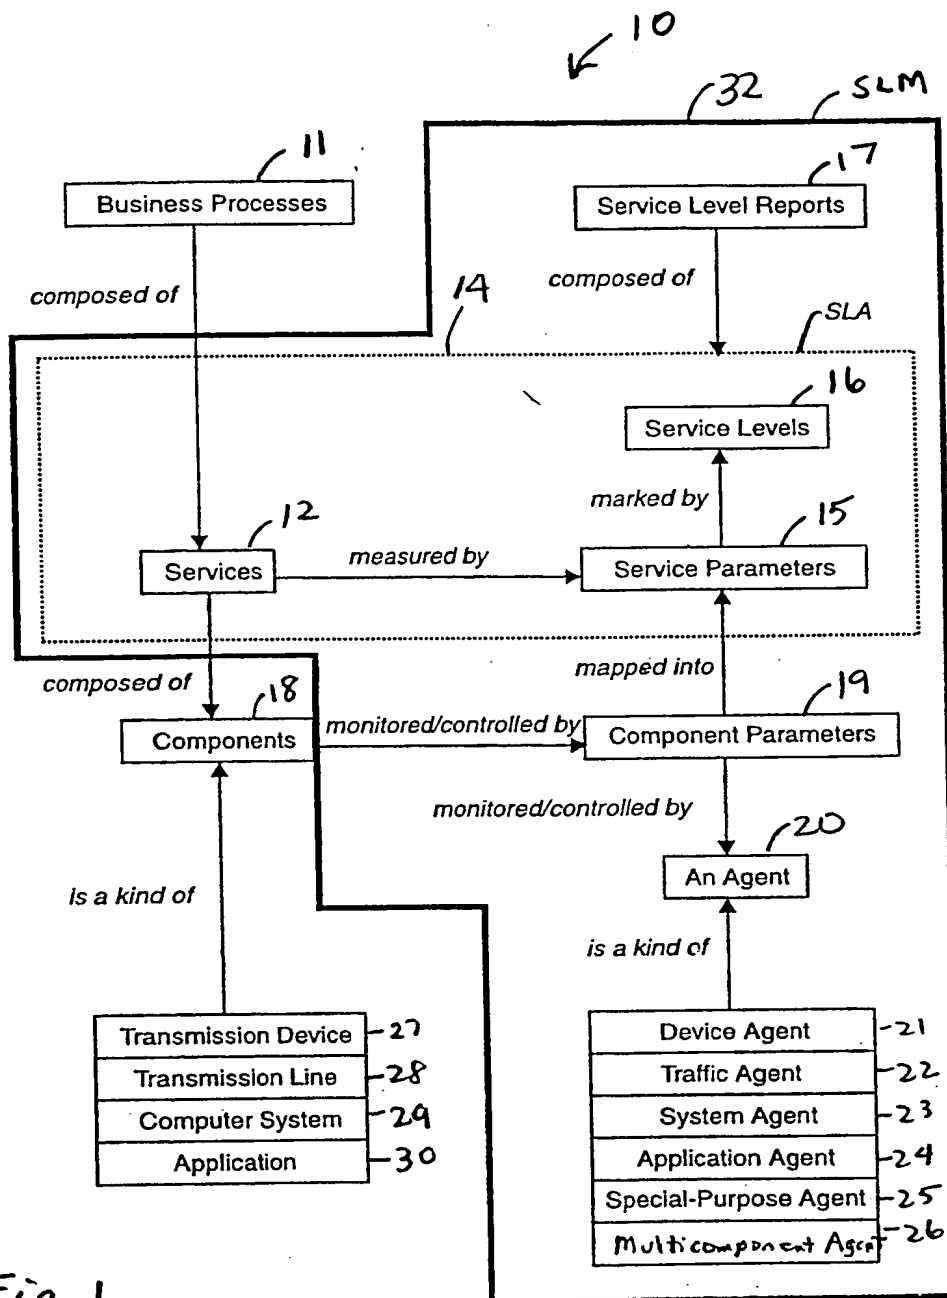 10
32 SLM
11 17
Business Processes Service Level Reports
composed of 14 composed of
SLA
16
Service Levels
marked by
12 15
Services measured by Service Parameters
composed of mapped into
18 19
Components monitored/controlled by Component Parameters
monitored/controlled by
20
An Agent
Is a kind of
is a kind of
Transmission Device 27
Transmission Line 28
Computer System 29
Application 30
Device Agent 21
Traffic Agent 22
System Agent 23
Application Agent 24
Special-Purpose Agent 25
Multicomponent Agent 26
Fig. 1